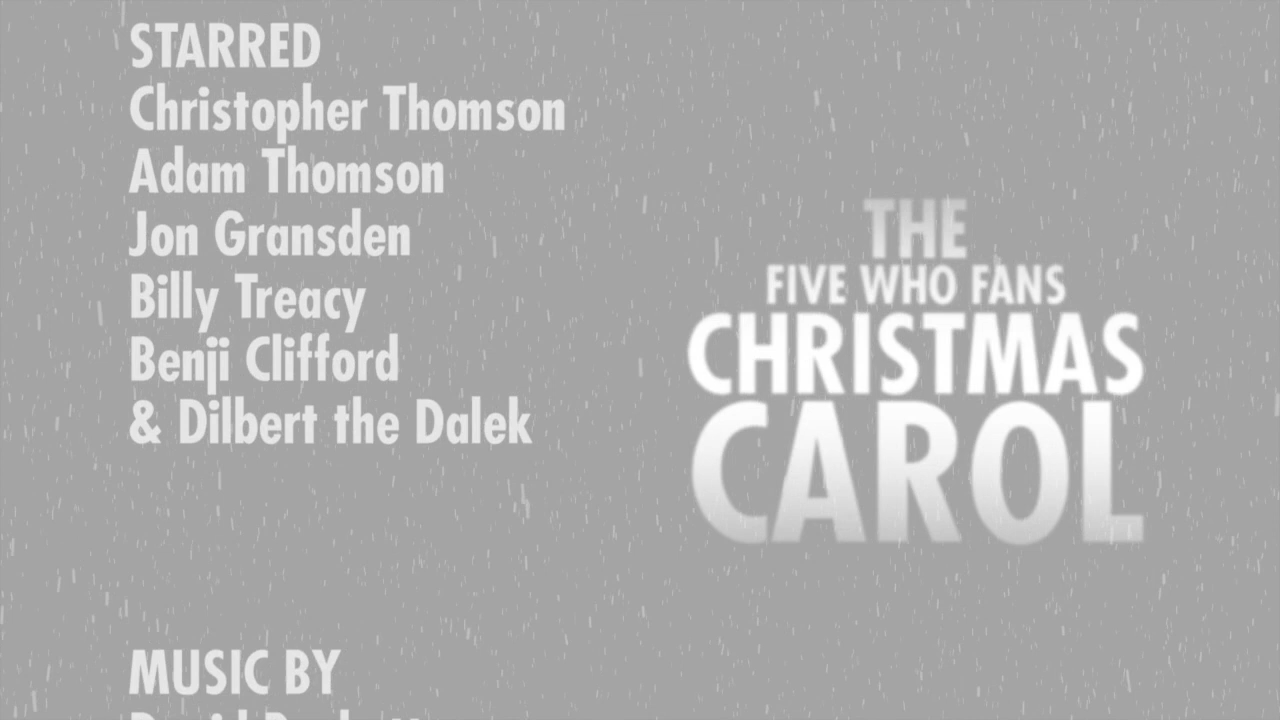 STARRED
Christopher Thomson
Adam Thomson
Jon Gransden
Billy Treacy
Benji Clifford
& Dilbert the Dalek
MUSIC BY
David
THE
FIVE WHO FANS
CHRISTMAS
CAROL